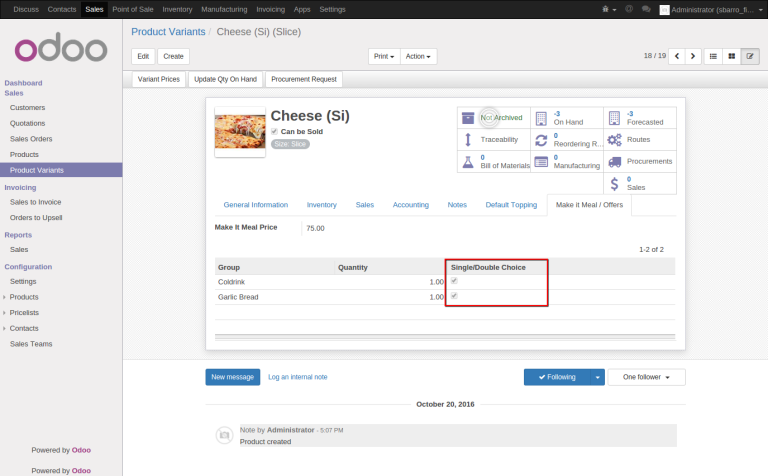 Discuss Contacts Sales Point of Sale Inventory Manufacturing Invoicing Apps Settings
Administrator (sbarro_fi...
odoo
Dashboard
Sales
Customers
Quotations
Sales Orders
Products
Product Variants
Invoicing
Sales to Invoice
Orders to Upsell
Reports
Sales
Configuration
Settings
Products
Pricelists
Contacts
Sales Teams
Powered by Odoo
Powered by Odoo
Product Variants / Cheese (Si) (Slice)
Edit Create Print Action 18 / 19
Variant Prices Update Qty On Hand Procurement Request
Cheese (Si)
Can be Sold
Size: Slice
Not Archived
-3
On Hand
-3
Forecasted
Traceability
0
Reordering R...
Routes
0
Bill of Materials
0
Manufacturing
Procurements
0
Sales
General Information Inventory Sales Accounting Notes Default Topping Make it Meal / Offers
Make It Meal Price 75.00
1-2 of 2
Group Quantity Single/Double Choice
Coldrink 1.00
Garlic Bread 1.00
New message Log an internal note Following One follower
October 20, 2016
Note by Administrator - 5:07 PM
Product created